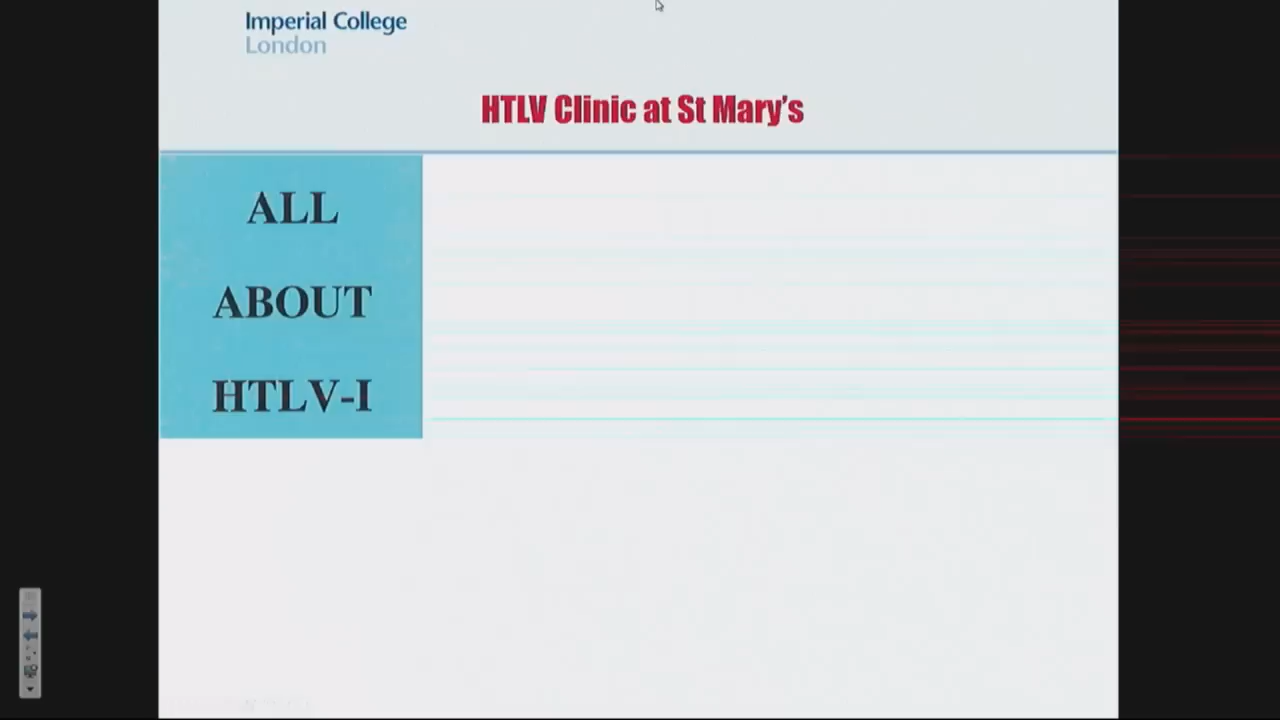 Imperial College
London
HTLV Clinic at St Mary's
ALL
ABOUT
HTLV-I